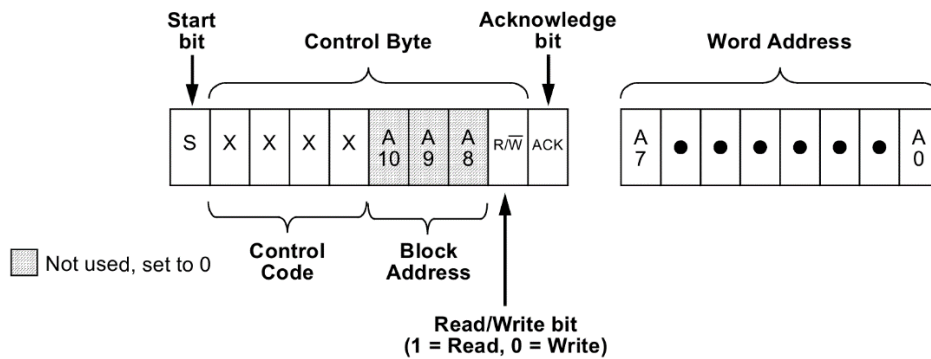 Start
bit
Control Byte
Acknowledge
bit
Word Address
S X X X X A
10 A
9 A
8 R/W̅ ACK
A
7 ● ● ● ● ● ● A
0
Control
Code
Block
Address
Not used, set to 0
Read/Write bit
(1 = Read, 0 = Write)